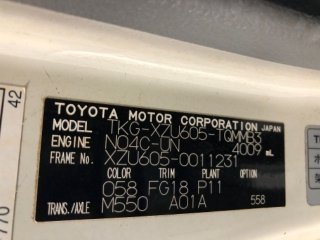 42
TOYOTA MOTOR CORPORATION JAPAN
MODEL TKG-XZU605-TQMMB3
ENGINE N04C-UN 4009 mL
FRAME No. XZU605-0011231
COLOR TRIM PLANT OPTION
058 FG18 P11
TRANS./AXLE M550 A01A 558